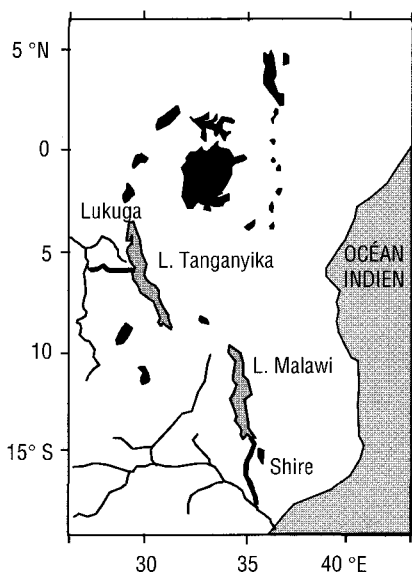 5 °N
0
Lukuga
5
L. Tanganyika
OCÉAN
INDIEN
10
L. Malawi
15° S
Shire
30
35
40 °E